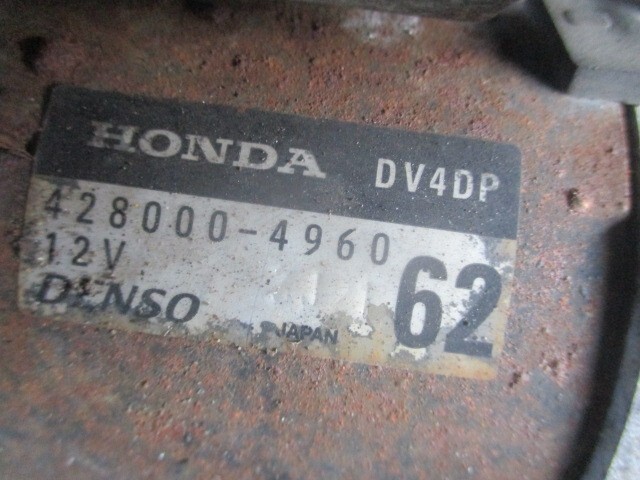 HONDA DV4DP
428000-4960
12V
62
DENSO
JAPAN